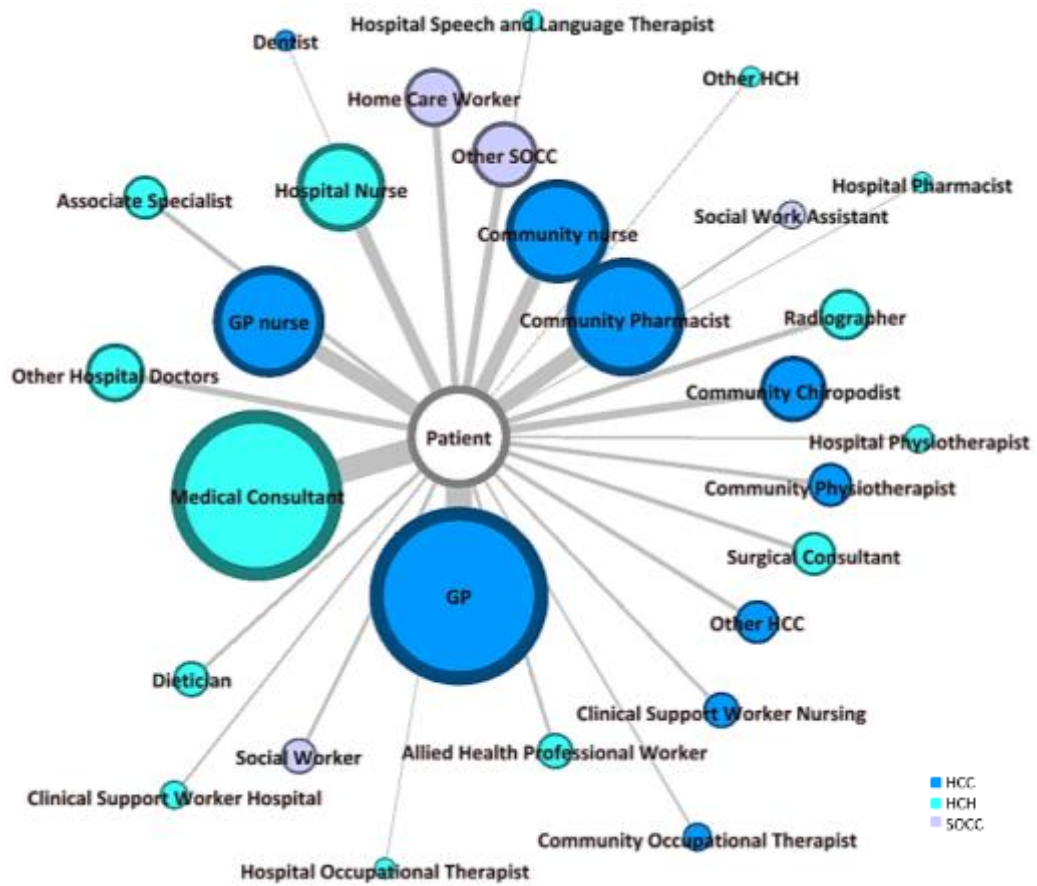 Hospital Speech and Language Therapist
Dentist
Other HCH
Home Care Worker
Other SOCC
Hospital Nurse
Hospital Pharmacist
Associate Specialist
Social Work Assistant
Community nurse
GP nurse
Community Pharmacist
Radiographer
Other Hospital Doctors
Community Chiropodist
Patient
Hospital Physiotherapist
Community Physiotherapist
Medical Consultant
Surgical Consultant
GP
Other HCC
Dietician
Clinical Support Worker Nursing
Social Worker
Allied Health Professional Worker
Clinical Support Worker Hospital
Community Occupational Therapist
Hospital Occupational Therapist
HCC
HCH
SOCC